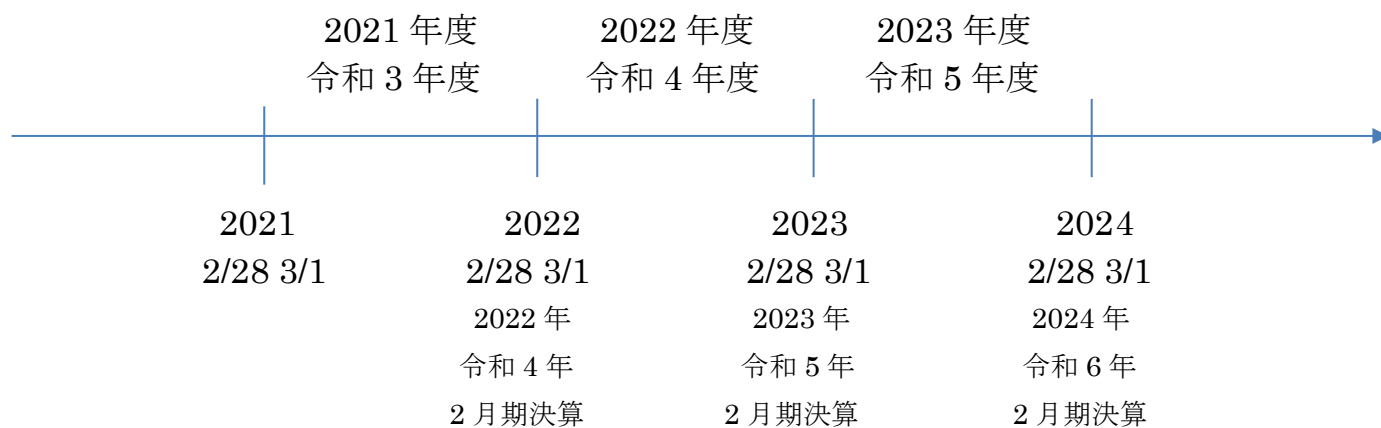 2021 年度
令和 3 年度
2022 年度
令和 4 年度
2023 年度
令和 5 年度
2021
2/28 3/1
2022
2/28 3/1
2022 年
令和 4 年
2 月期決算
2023
2/28 3/1
2023 年
令和 5 年
2 月期決算
2024
2/28 3/1
2024 年
令和 6 年
2 月期決算